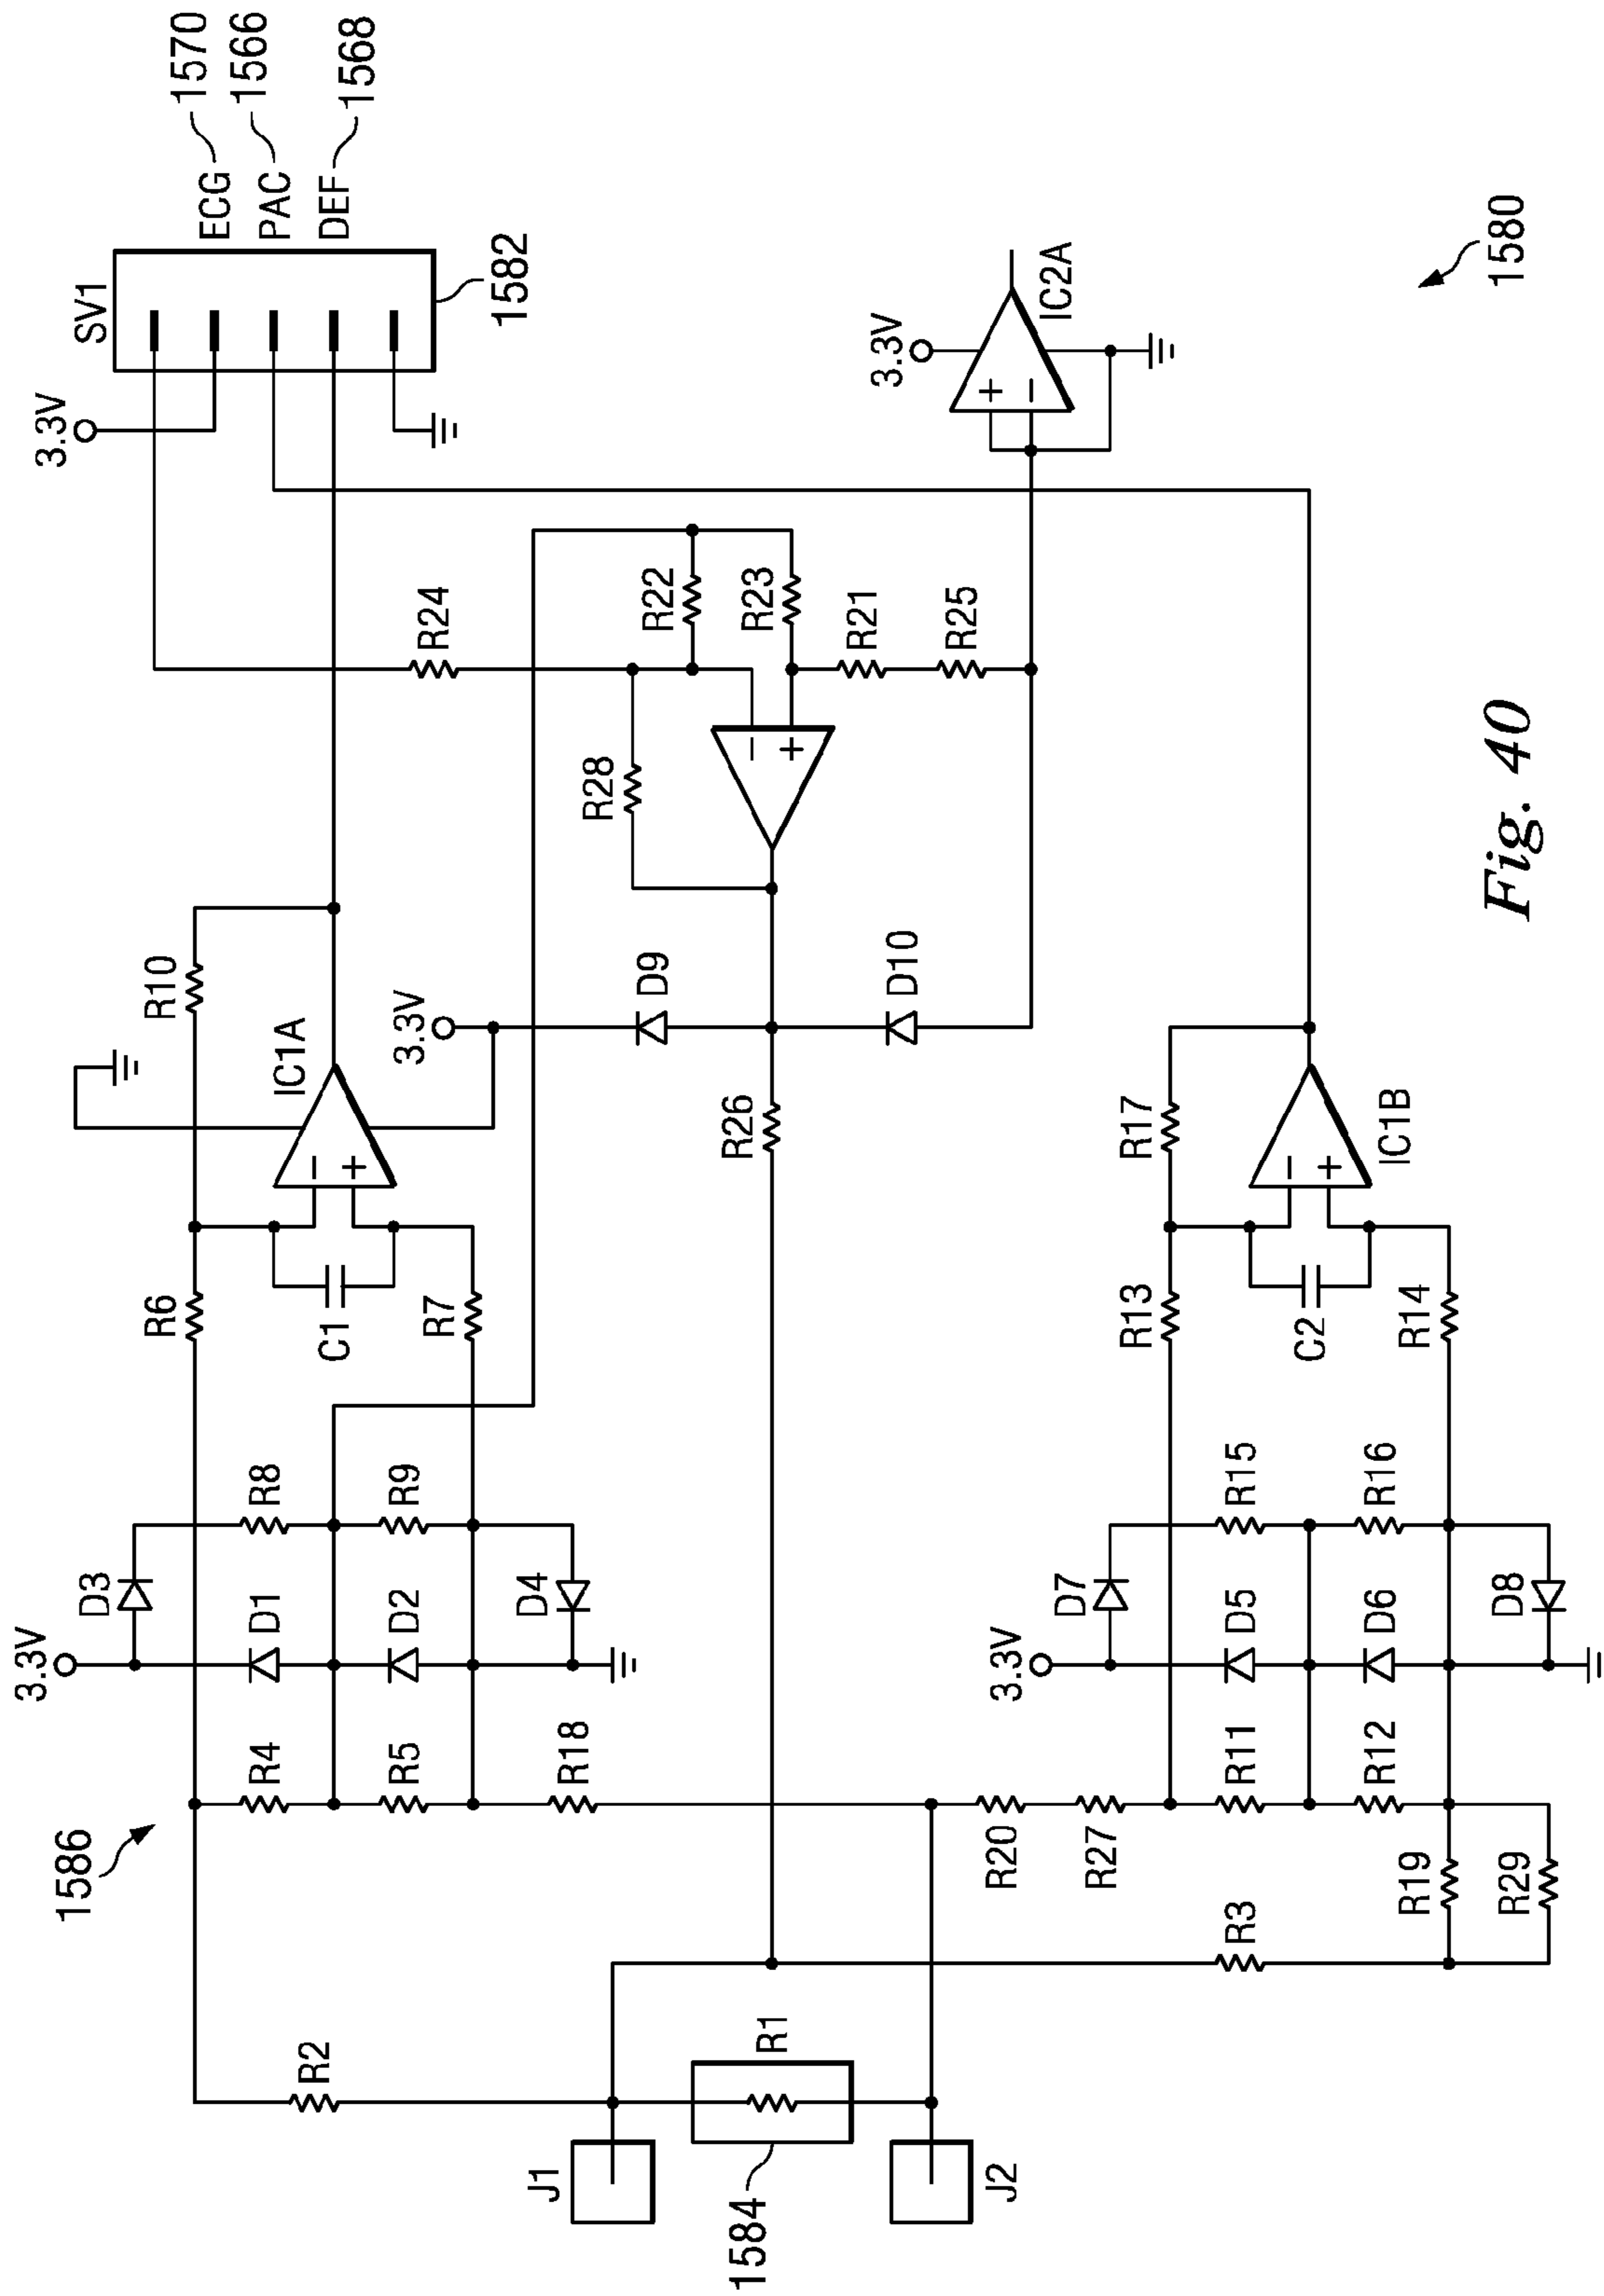 1586
3.3V
D3
R8
R4
D1
R9
R5
D2
R18
D4
R6
C1
R7
R10
IC1A
3.3V
D9
D10
R26
R28
R24
R22
R23
R21
R25
3.3V
SV1
ECG
1570
PAC
1566
DEF
1568
1582
3.3V
IC2A
1580
J1
R2
R1
1584
J2
R3
R20
R27
R19
R29
3.3V
D7
R11
D5
R15
R12
D6
R16
D8
R13
C2
R14
R17
IC1B
Fig. 40